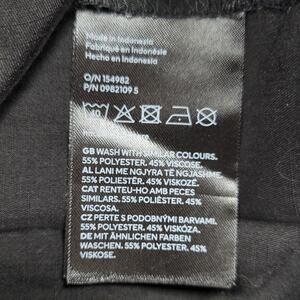 Made in Indonesia
Fabriqué en Indonésie
Hecho en Indonesia
O/N 154982
P/N 0982109 5
40
GB WASH WITH SIMILAR COLOURS.
55% POLYESTER. 45% VISCOSE.
AL LANI ME NGJYRA TË NGJASHME.
55% POLIESTËR. 45% VISKOZË.
CAT RENTEU-HO AMB PECES
SIMILARS. 55% POLIÈSTER. 45%
VISCOSA.
CZ PERTE S PODOBNÝMI BARVAMI.
55% POLYESTER. 45% VISKÓZA.
DE MIT ÄHNLICHEN FARBEN
WASCHEN. 55% POLYESTER. 45%
VISKOSE.